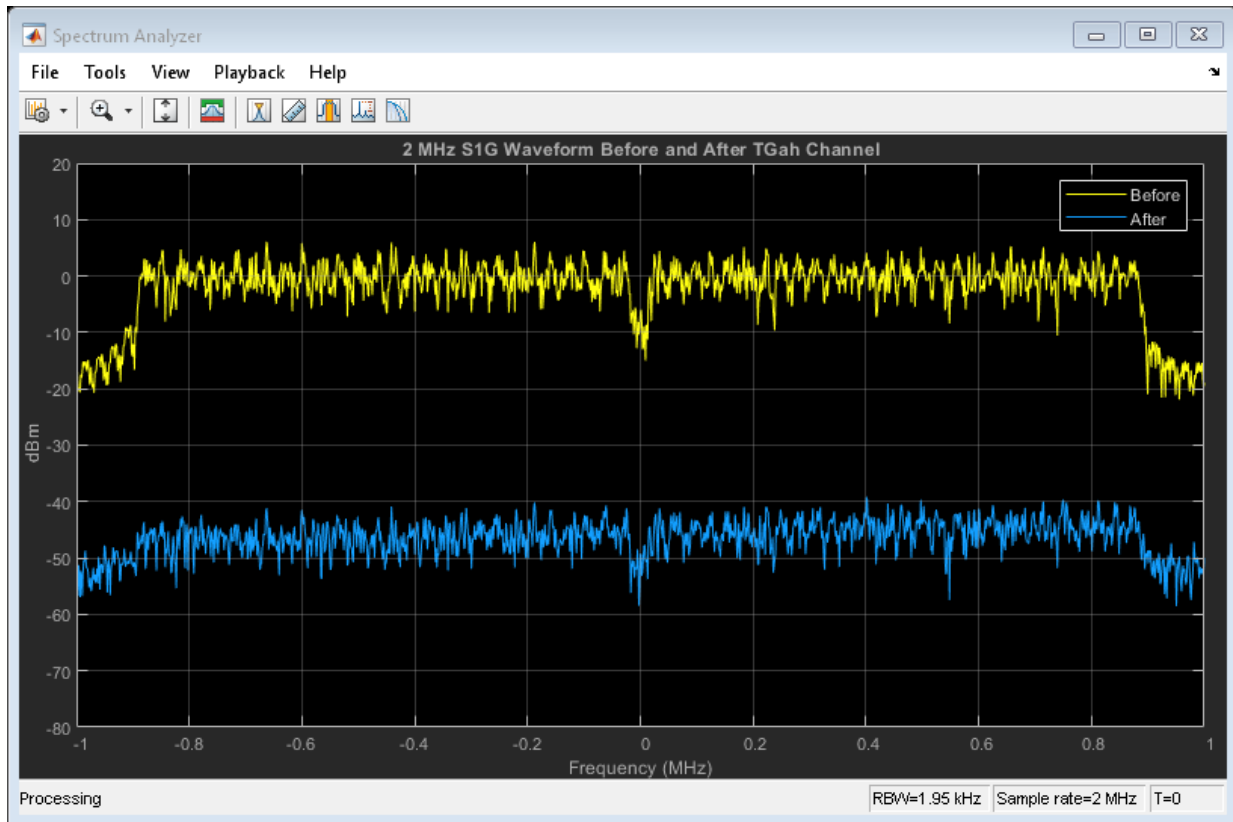 Spectrum Analyzer
File Tools View Playback Help
2 MHz S1G Waveform Before and After TGah Channel
Before
After
20
10
0
-10
-20
-30
-40
-50
-60
-70
-80
dBm
-1 -0.8 -0.6 -0.4 -0.2 0 0.2 0.4 0.6 0.8 1
Frequency (MHz)
Processing RBW=1.95 kHz Sample rate=2 MHz T=0